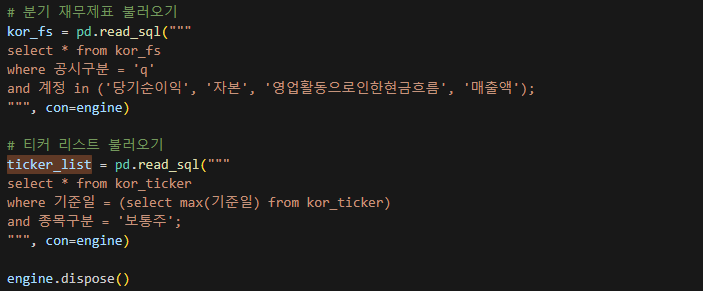 # 분기 재무제표 불러오기
kor_fs = pd.read_sql("""
select * from kor_fs
where 공시구분 = 'q'
and 계정 in ('당기순이익', '자본', '영업활동으로인한현금흐름', '매출액');
""", con=engine)
# 티커 리스트 불러오기
ticker_list = pd.read_sql("""
select * from kor_ticker
where 기준일 = (select max(기준일) from kor_ticker)
and 종목구분 = '보통주';
""", con=engine)
engine.dispose()